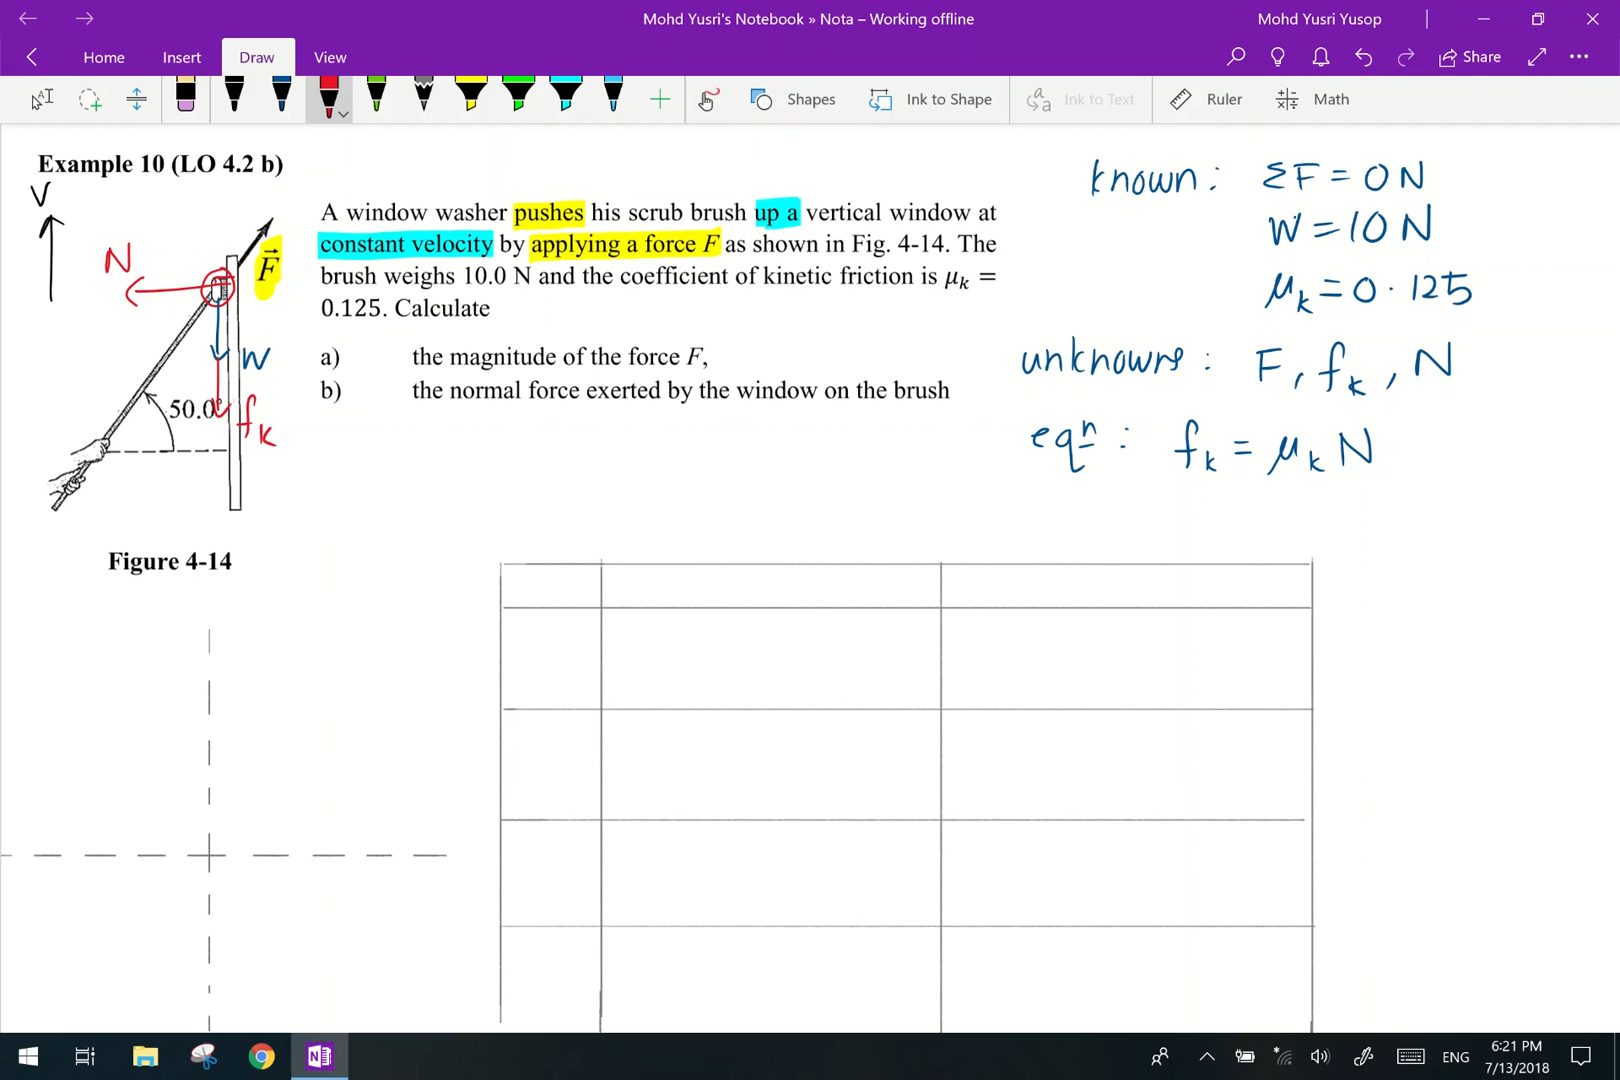 Mohd Yusri's Notebook » Nota – Working offline
Mohd Yusri Yusop
Home Insert Draw View
Share
Shapes Ink to Shape Ink to Text Ruler Math
Example 10 (LO 4.2 b)
V
N
F
W
50.0
fk
A window washer pushes his scrub brush up a vertical window at
constant velocity by applying a force F as shown in Fig. 4-14. The
brush weighs 10.0 N and the coefficient of kinetic friction is μk =
0.125. Calculate
a) the magnitude of the force F,
b) the normal force exerted by the window on the brush
Figure 4-14
known : ΣF = 0 N
W = 10 N
μk = 0.125
unknowns : F, fk, N
eqn : fk = μk N
ENG
6:21 PM
7/13/2018